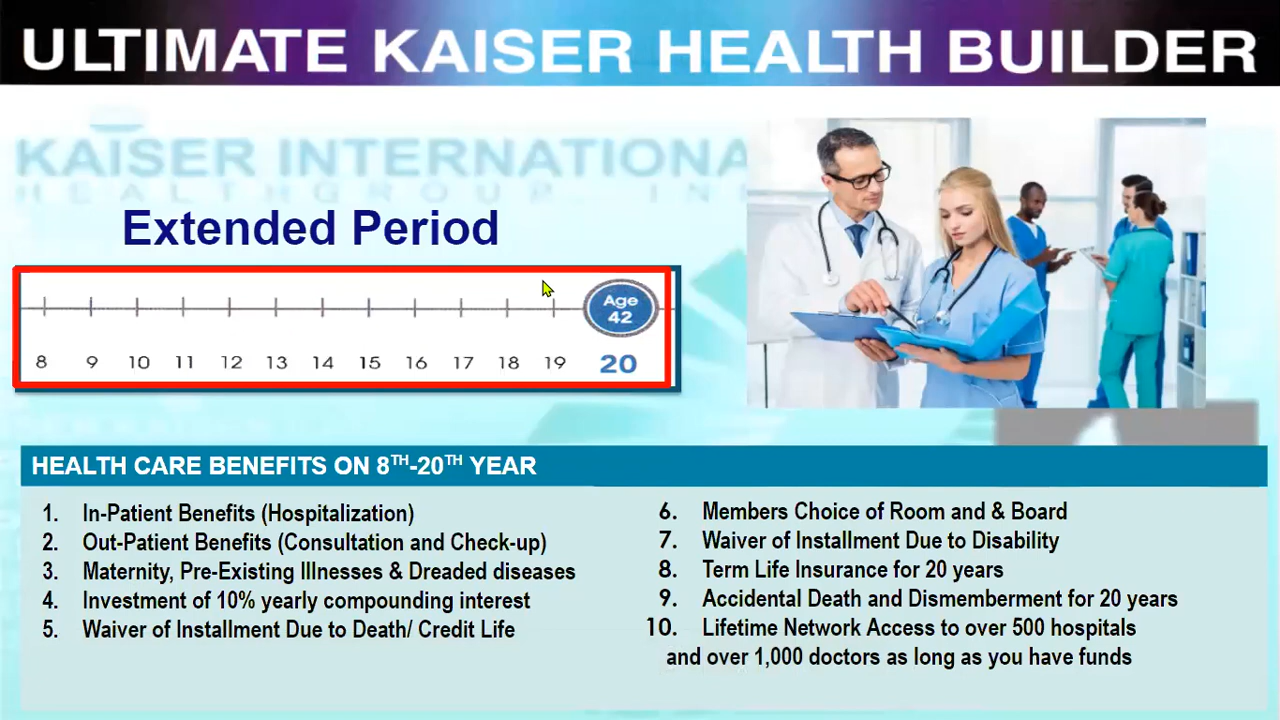 ULTIMATE KAISER HEALTH BUILDER
KAISER INTERNATIONA
HEALTHGROUP IN
Extended Period
Age
42
8 9 10 11 12 13 14 15 16 17 18 19 20
HEALTH CARE BENEFITS ON 8TH-20TH YEAR
1. In-Patient Benefits (Hospitalization)
2. Out-Patient Benefits (Consultation and Check-up)
3. Maternity, Pre-Existing Illnesses & Dreaded diseases
4. Investment of 10% yearly compounding interest
5. Waiver of Installment Due to Death/ Credit Life
6. Members Choice of Room and & Board
7. Waiver of Installment Due to Disability
8. Term Life Insurance for 20 years
9. Accidental Death and Dismemberment for 20 years
10. Lifetime Network Access to over 500 hospitals
and over 1,000 doctors as long as you have funds